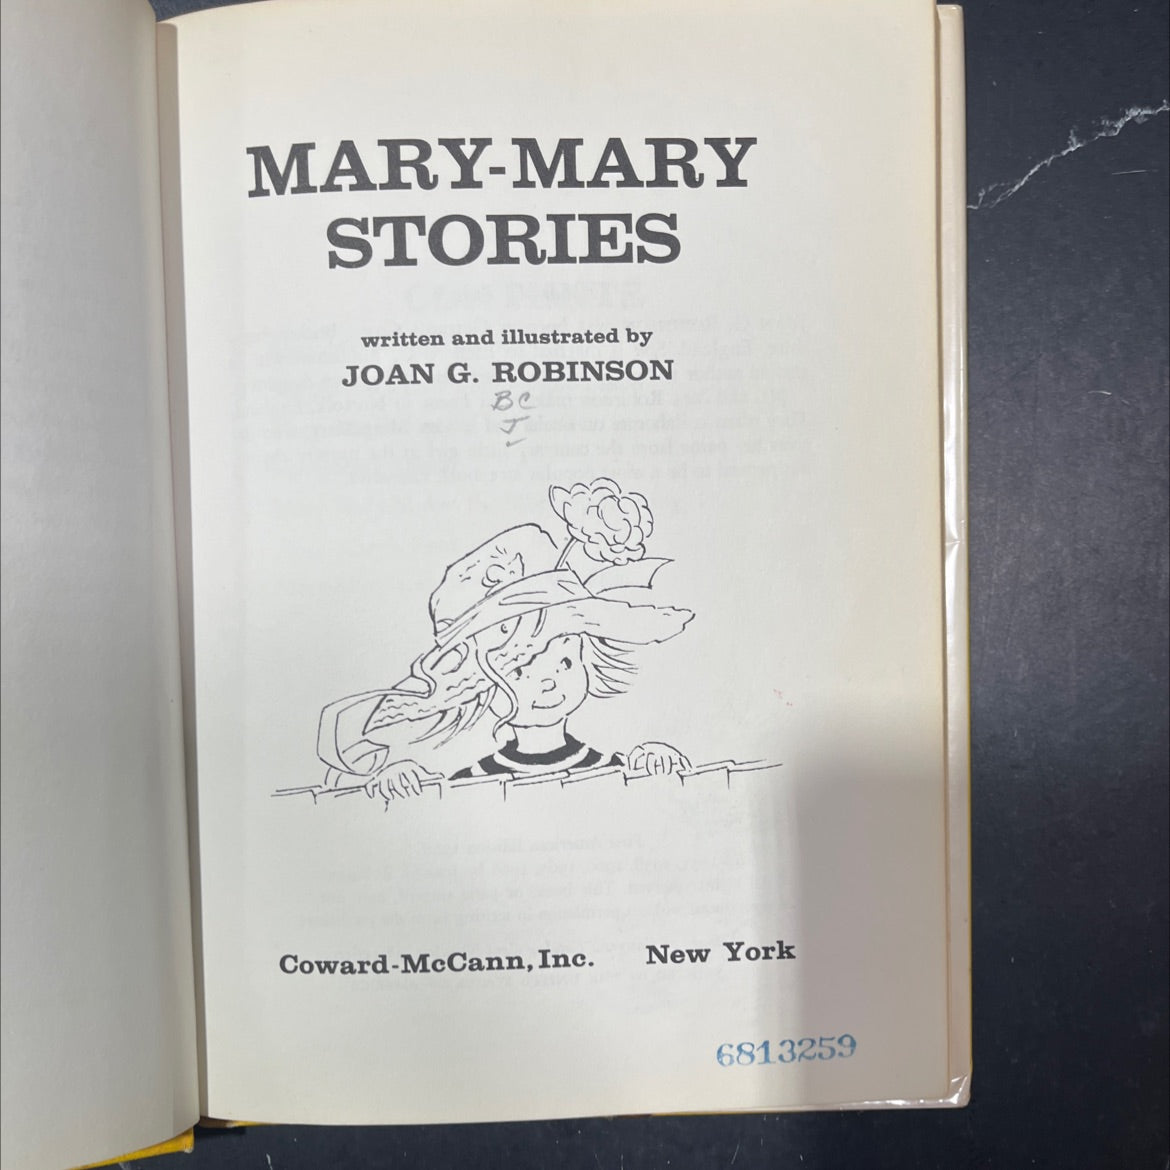 MARY-MARY
STORIES
written and illustrated by
JOAN G. ROBINSON
BC
J
Coward-McCann, Inc. New York
6813259